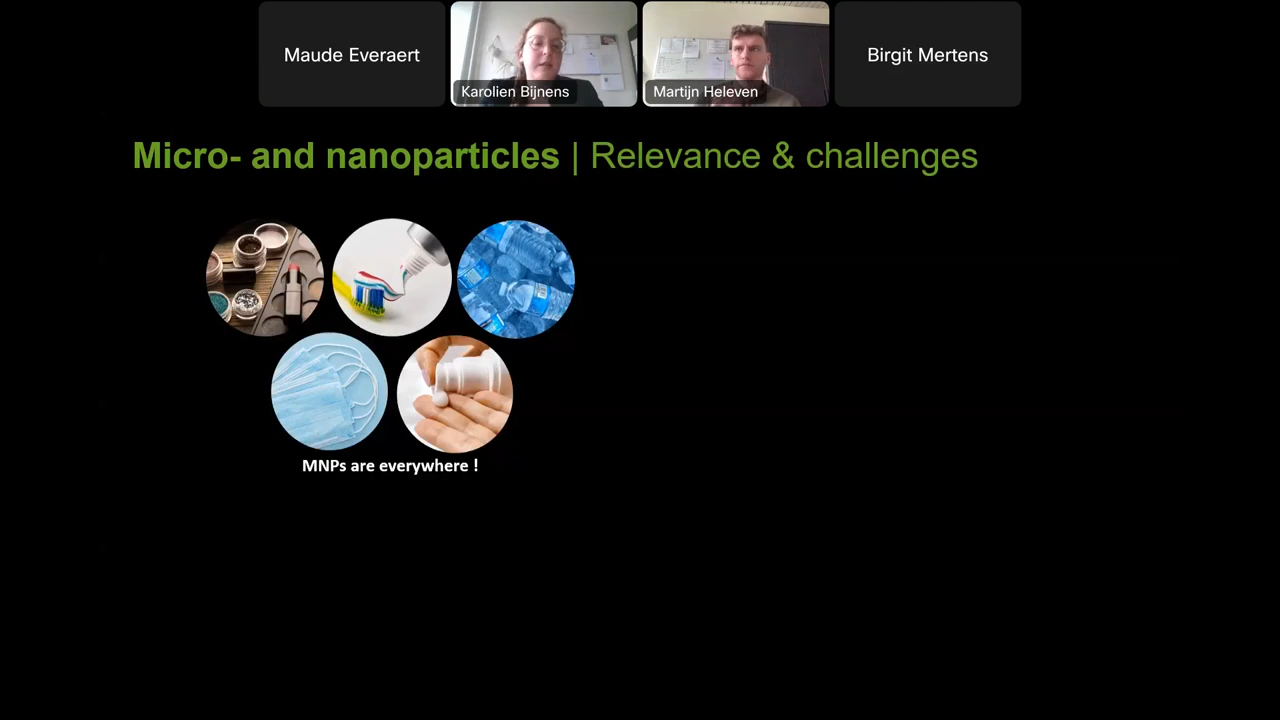 Maude Everaert
Karolien Bijnens
Martijn Heleven
Birgit Mertens
Micro- and nanoparticles | Relevance & challenges
MNPs are everywhere !